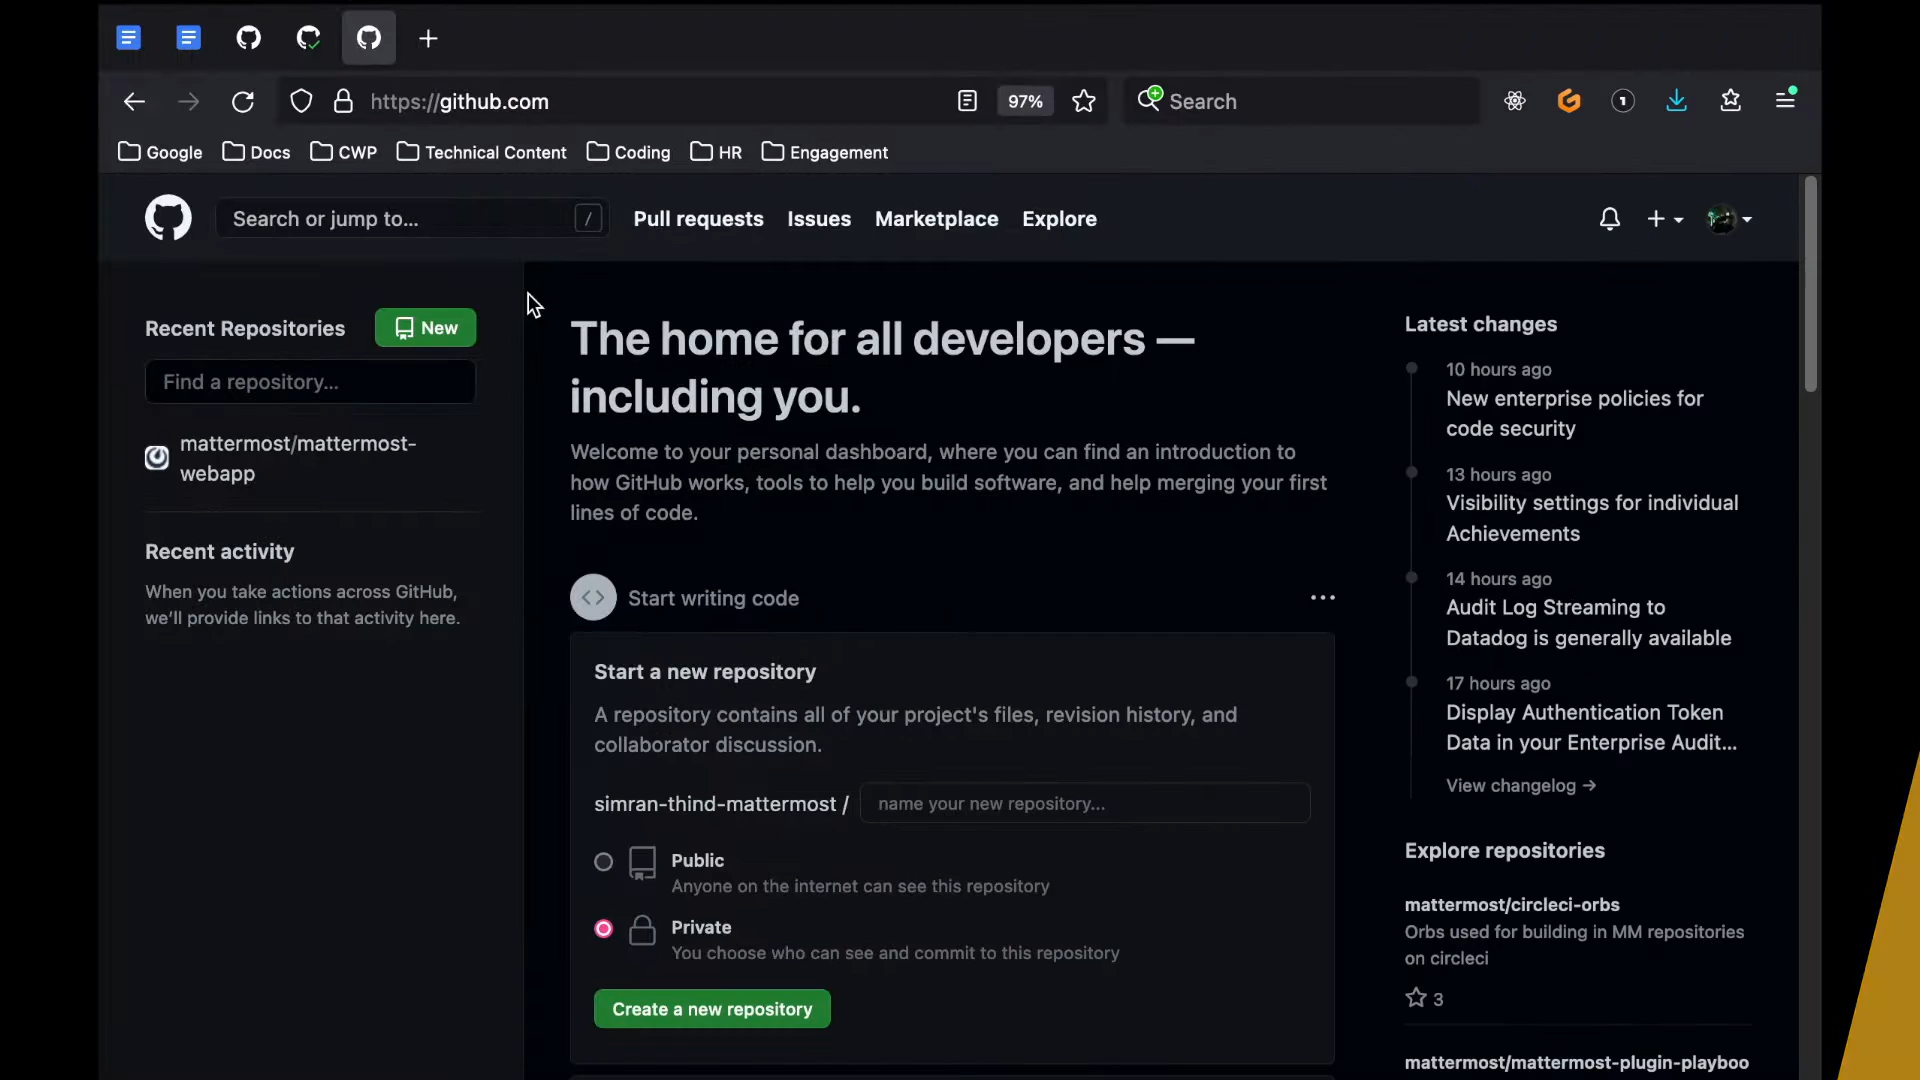 https://github.com
97%
Search
Google
Docs
CWP
Technical Content
Coding
HR
Engagement
Search or jump to...
/
Pull requests
Issues
Marketplace
Explore
Recent Repositories
New
Find a repository...
mattermost/mattermost-
webapp
Recent activity
When you take actions across GitHub,
we'll provide links to that activity here.
The home for all developers —
including you.
Welcome to your personal dashboard, where you can find an introduction to
how GitHub works, tools to help you build software, and help merging your first
lines of code.
Start writing code
Start a new repository
A repository contains all of your project's files, revision history, and
collaborator discussion.
simran-thind-mattermost /
name your new repository...
Public
Anyone on the internet can see this repository
Private
You choose who can see and commit to this repository
Create a new repository
Latest changes
10 hours ago
New enterprise policies for
code security
13 hours ago
Visibility settings for individual
Achievements
14 hours ago
Audit Log Streaming to
Datadog is generally available
17 hours ago
Display Authentication Token
Data in your Enterprise Audit...
View changelog →
Explore repositories
mattermost/circleci-orbs
Orbs used for building in MM repositories
on circleci
3
mattermost/mattermost-plugin-playboo